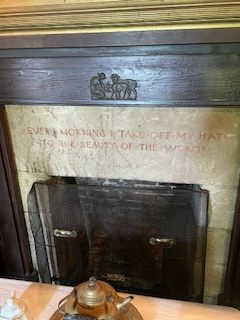 EVERY MORNING I TAKE OFF MY HAT
TO THE BEAUTY OF THE WORLD